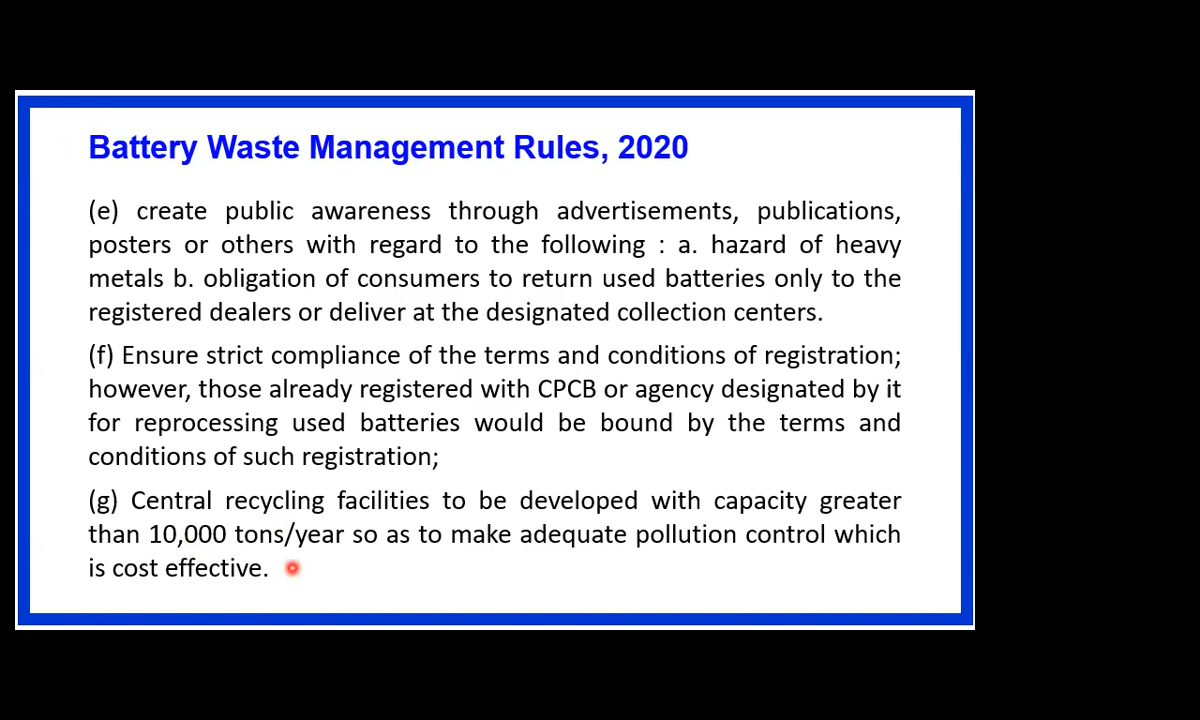 Battery Waste Management Rules, 2020
(e) create public awareness through advertisements, publications,
posters or others with regard to the following : a. hazard of heavy
metals b. obligation of consumers to return used batteries only to the
registered dealers or deliver at the designated collection centers.
(f) Ensure strict compliance of the terms and conditions of registration;
however, those already registered with CPCB or agency designated by it
for reprocessing used batteries would be bound by the terms and
conditions of such registration;
(g) Central recycling facilities to be developed with capacity greater
than 10,000 tons/year so as to make adequate pollution control which
is cost effective.